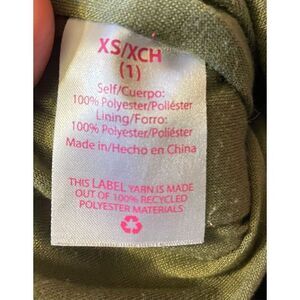 XS/XCH
(1)
Self/Cuerpo:
100% Polyester/Poliéster
Lining/Forro:
100% Polyester/Poliéster
Made in/Hecho en China
THIS LABEL YARN IS MADE
OUT OF 100% RECYCLED
POLYESTER MATERIALS